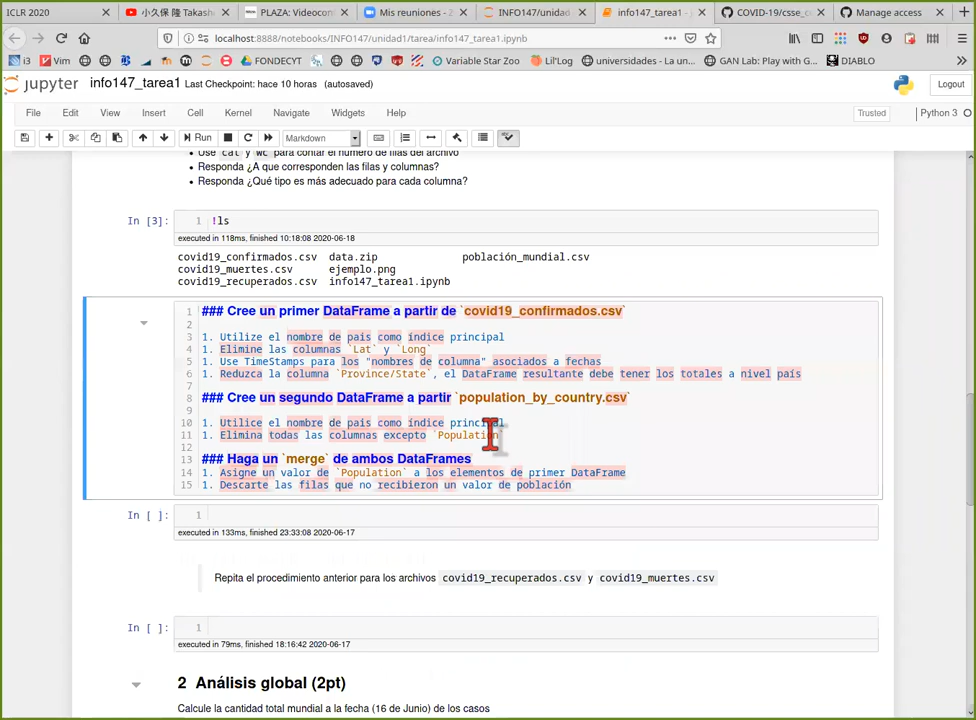 ICLR 2020
小久保 隆 Takash
PLAZA: Videocon
Mis reuniones - Z
INFO147/unidad
info147_tarea1 - J
COVID-19/csse_c
Manage access
localhost:8888/notebooks/INFO147/unidad1/tarea/info147_tarea1.ipynb
i3
Vim
FONDECYT
Variable Star Zoo
Lil'Log
universidades - La un...
GAN Lab: Play with G...
DIABLO
jupyter info147_tarea1 Last Checkpoint: hace 10 horas (autosaved)
Logout
File Edit View Insert Cell Kernel Navigate Widgets Help
Trusted
Python 3
Run
Markdown
Use cat y wc para contar el número de filas del archivo
• Responda ¿A que corresponden las filas y columnas?
• Responda ¿Qué tipo es más adecuado para cada columna?
In [3]: 1 !ls
executed in 118ms, finished 10:18:08 2020-06-18
covid19_confirmados.csv data.zip población_mundial.csv
covid19_muertes.csv ejemplo.png
covid19_recuperados.csv info147_tarea1.ipynb
1 ### Cree un primer DataFrame a partir de `covid19_confirmados.csv`
2
3 1. Utilize el nombre de pais como índice principal
4 1. Elimine las columnas `Lat` y `Long`
5 1. Use TimeStamps para los "nombres de columna" asociados a fechas
6 1. Reduzca la columna `Province/State`, el DataFrame resultante debe tener los totales a nivel país
7
8 ### Cree un segundo DataFrame a partir `population_by_country.csv`
9
10 1. Utilice el nombre de pais como indice principal
11 1. Elimina todas las columnas excepto `Population`
12
13 ### Haga un `merge` de ambos DataFrames
14 1. Asigne un valor de `Population` a los elementos de primer DataFrame
15 1. Descarte las filas que no recibieron un valor de población
In [ ]: 1
executed in 133ms, finished 23:33:08 2020-06-17
Repita el procedimiento anterior para los archivos covid19_recuperados.csv y covid19_muertes.csv
In [ ]: 1
executed in 79ms, finished 18:16:42 2020-06-17
2 Análisis global (2pt)
Calcule la cantidad total mundial a la fecha (16 de Junio) de los casos